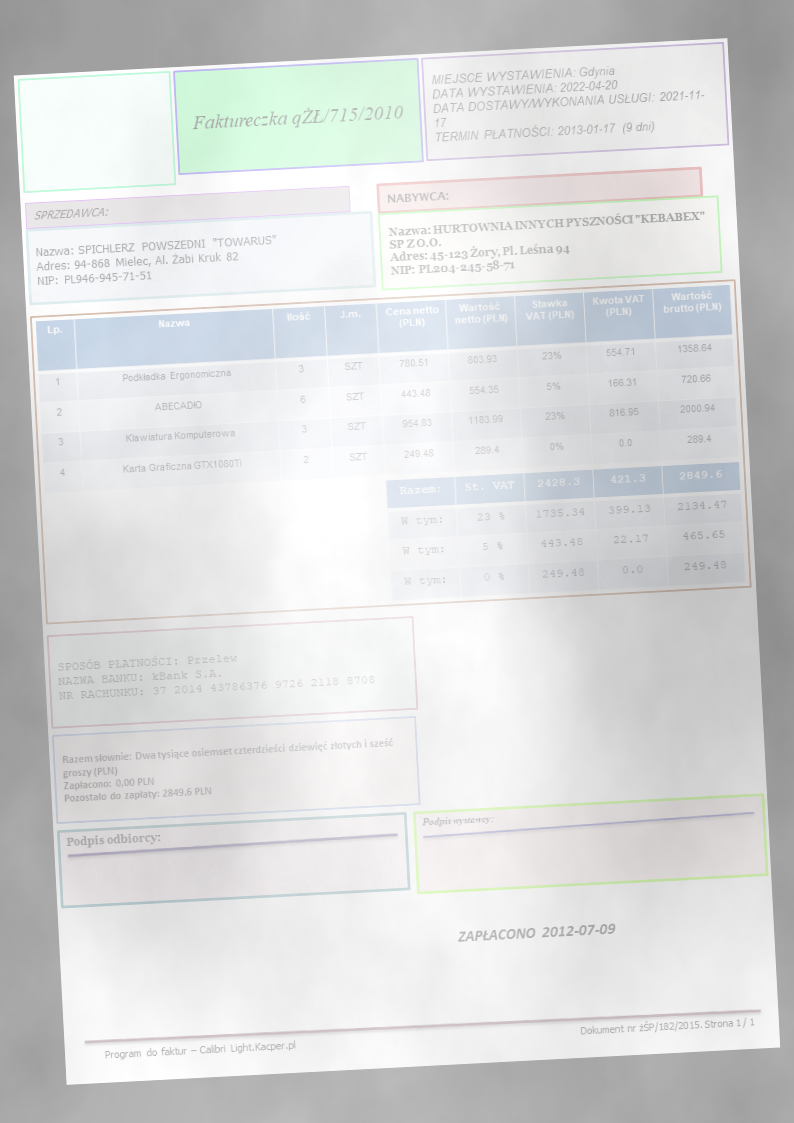 Faktureczka qŻŁ/715/2010
MIEJSCE WYSTAWIENIA: Gdynia
DATA WYSTAWIENIA: 2022-04-20
DATA DOSTAWY/WYKONANIA USŁUGI: 2021-11-
17
TERMIN PŁATNOŚCI: 2013-01-17 (9 dni)
SPRZEDAWCA:
Nazwa: SPICHLERZ POWSZEDNI "TOWARUS"
Adres: 94-868 Mielec, Al. Żabi Kruk 82
NIP: PL946-945-71-51
NABYWCA:
Nazwa: HURTOWNIA INNYCH PYSZNOŚCI "KEBABEX"
SP Z O.O.
Adres: 45-123 Żory, Pl. Leśna 94
NIP: PL204-245-58-71
Lp. Nazwa Ilość J.m. Cena netto (PLN) Wartość netto (PLN) Stawka VAT (PLN) Kwota VAT (PLN) Wartość brutto (PLN)
1 Podkładka Ergonomiczna 3 SZT 780.51 803.93 23% 554.71 1358.64
2 ABECADŁO 6 SZT 443.48 554.35 5% 166.31 720.66
3 Klawiatura Komputerowa 3 SZT 954.83 1183.99 23% 816.95 2000.94
4 Karta Graficzna GTX1080Ti 2 SZT 249.48 289.4 0% 0.0 289.4
Razem: St. VAT 2428.3 421.3 2849.6
W tym: 23 % 1735.34 399.13 2134.47
W tym: 5 % 443.48 22.17 465.65
W tym: 0 % 249.48 0.0 249.48
SPOSÓB PŁATNOŚCI: Przelew
NAZWA BANKU: kBank S.A.
NR RACHUNKU: 37 2014 43786376 9726 2118 8708
Razem słownie: Dwa tysiące osiemset czterdzieści dziewięć złotych i sześć
groszy (PLN)
Zapłacono: 0,00 PLN
Pozostało do zapłaty: 2849.6 PLN
Podpis odbiorcy:
Podpis wystawcy:
ZAPŁACONO 2012-07-09
Program do faktur – Calibri Light.Kacper.pl
Dokument nr żŚP/182/2015. Strona 1 / 1